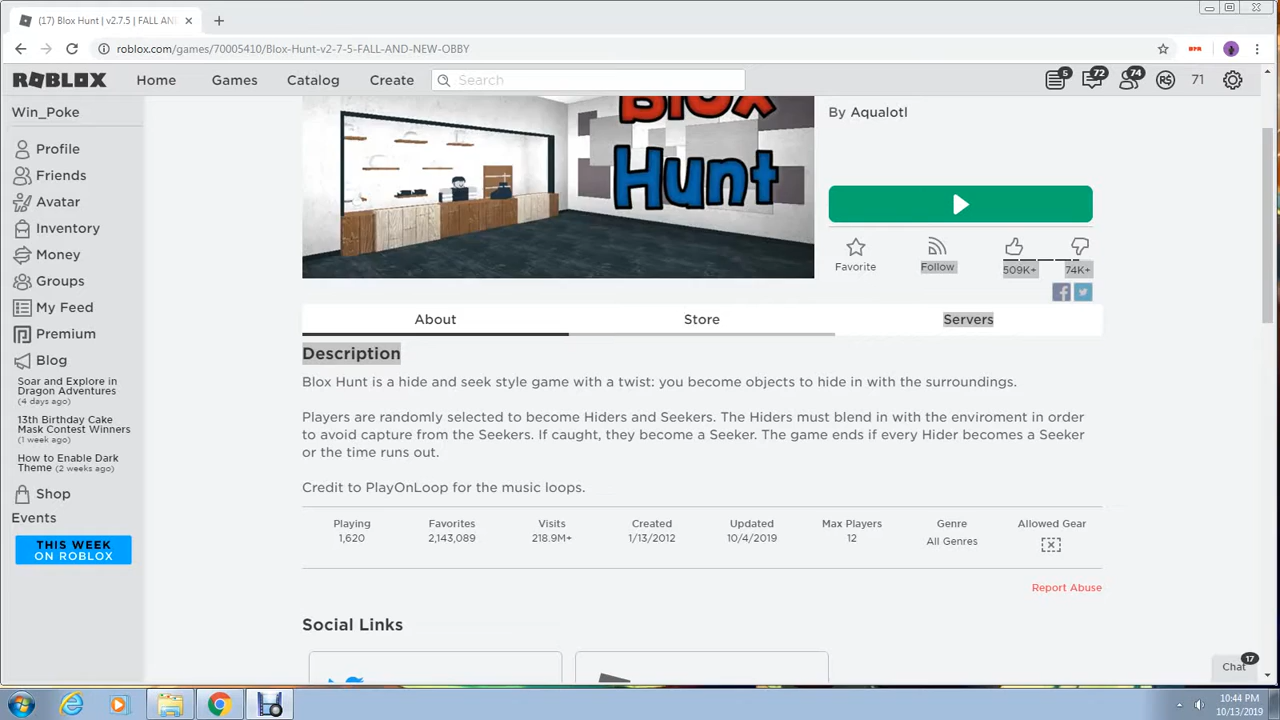 (17) Blox Hunt | v2.7.5 | FALL AN
roblox.com/games/70005410/Blox-Hunt-v2-7-5-FALL-AND-NEW-OBBY
RPR
ROBLOX
Home
Games
Catalog
Create
Search
5
72
74
R$
71
Win_Poke
Profile
Friends
Avatar
Inventory
Money
Groups
My Feed
Premium
Blog
Soar and Explore in
Dragon Adventures
(4 days ago)
13th Birthday Cake
Mask Contest Winners
(1 week ago)
How to Enable Dark
Theme (2 weeks ago)
Shop
Events
THIS WEEK
ON ROBLOX
Blox
Hunt
By Aqualotl
Favorite
Follow
509K+
74K+
About
Store
Servers
Description
Blox Hunt is a hide and seek style game with a twist: you become objects to hide in with the surroundings.
Players are randomly selected to become Hiders and Seekers. The Hiders must blend in with the enviroment in order
to avoid capture from the Seekers. If caught, they become a Seeker. The game ends if every Hider becomes a Seeker
or the time runs out.
Credit to PlayOnLoop for the music loops.
Playing
1,620
Favorites
2,143,089
Visits
218.9M+
Created
1/13/2012
Updated
10/4/2019
Max Players
12
Genre
All Genres
Allowed Gear
Report Abuse
Social Links
Chat
17
10:44 PM
10/13/2019